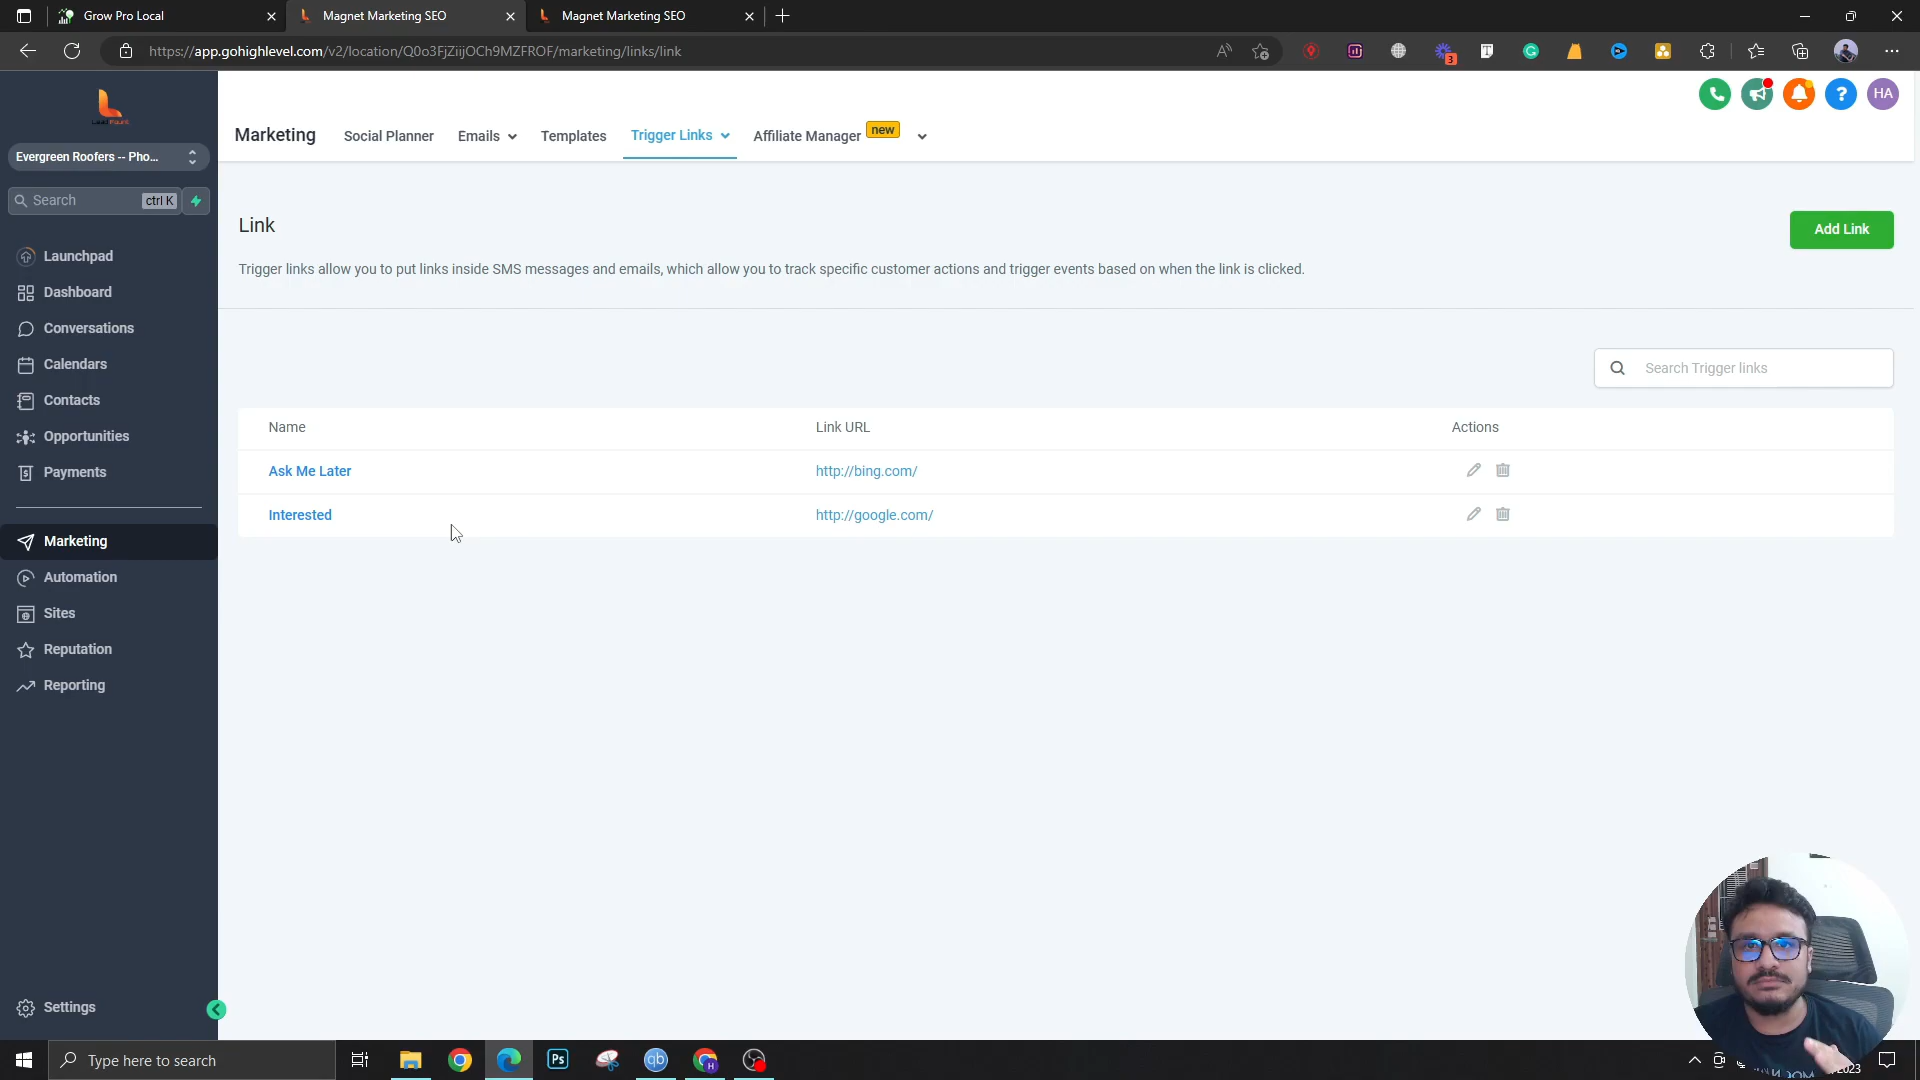 Grow Pro Local
Magnet Marketing SEO
Magnet Marketing SEO
https://app.gohighlevel.com/v2/location/Q0o3FjZiijOCh9MZFROF/marketing/links/link
3
HA
Marketing
Social Planner
Emails
Templates
Trigger Links
Affiliate Manager
new
Evergreen Roofers -- Pho...
Search
ctrl K
Launchpad
Dashboard
Conversations
Calendars
Contacts
Opportunities
Payments
Marketing
Automation
Sites
Reputation
Reporting
Settings
Link
Add Link
Trigger links allow you to put links inside SMS messages and emails, which allow you to track specific customer actions and trigger events based on when the link is clicked.
Search Trigger links
Name Link URL Actions
Ask Me Later http://bing.com/
Interested http://google.com/
Type here to search
Ps
qb
H